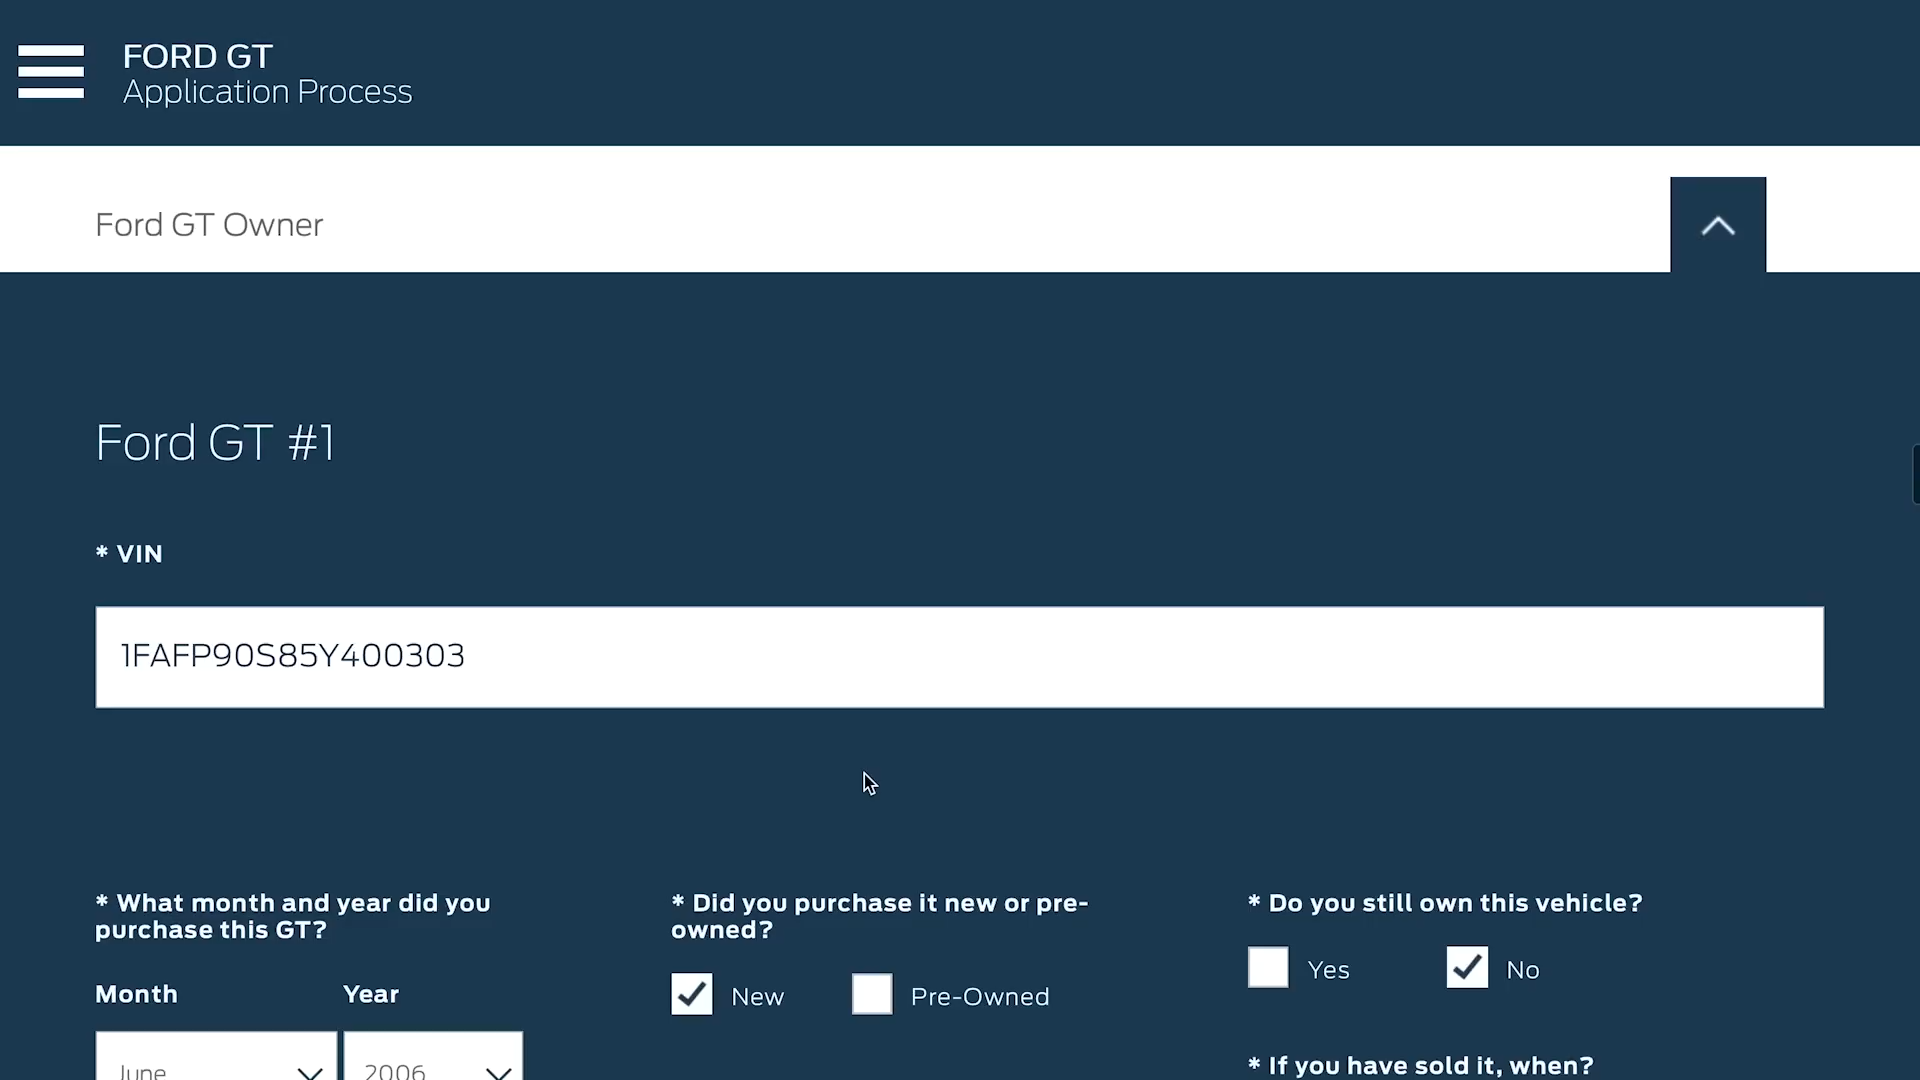 FORD GT
Application Process
Ford GT Owner
Ford GT #1
* VIN
1FAFP90S85Y400303
* What month and year did you
purchase this GT?
Month
Year
June
2006
* Did you purchase it new or pre-
owned?
New
Pre-Owned
* Do you still own this vehicle?
Yes
No
* If you have sold it, when?